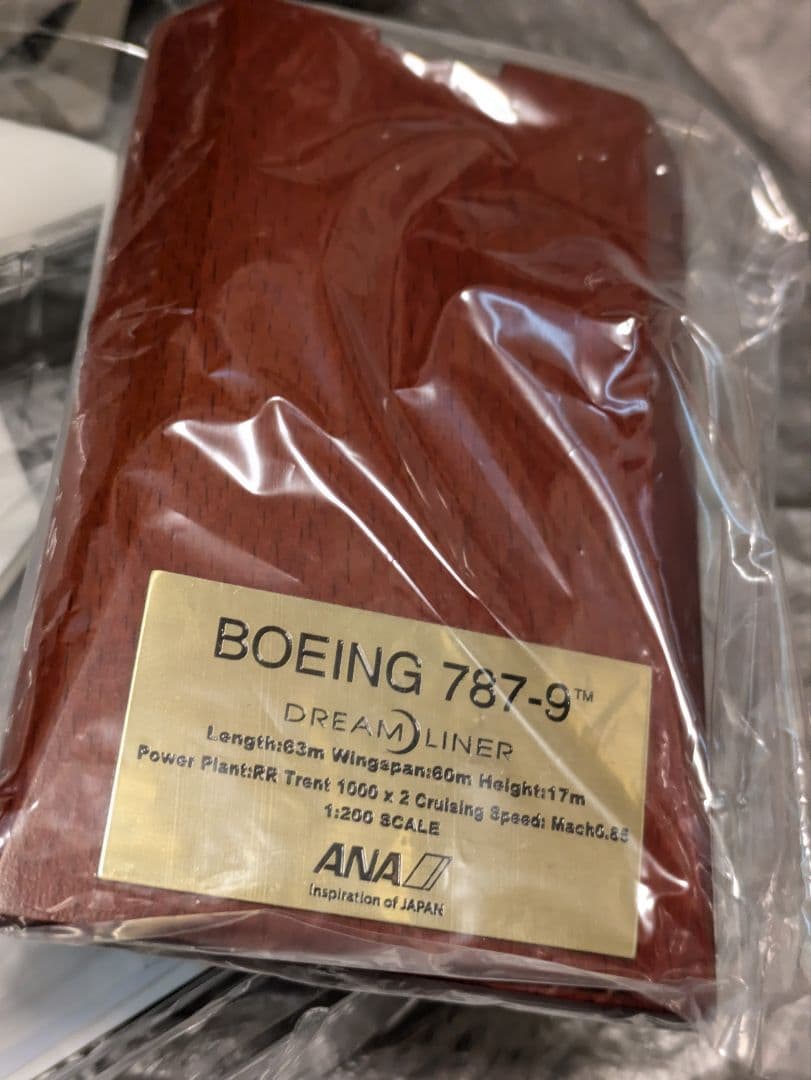 BOEING 787-9™
DREAMLINER
Length:63m Wingspan:60m Height:17m
Power Plant:RR Trent 1000 x 2 Cruising Speed: Mach0.85
1:200 SCALE
ANA
Inspiration of JAPAN